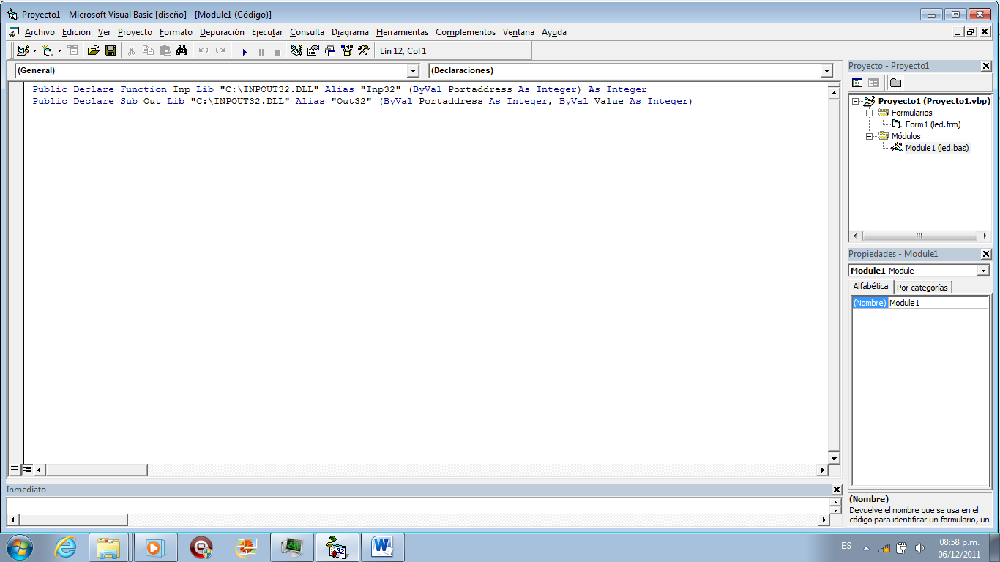 Proyecto1 - Microsoft Visual Basic [diseño] - [Module1 (Código)]
Archivo Edición Ver Proyecto Formato Depuración Ejecutar Consulta Diagrama Herramientas Complementos Ventana Ayuda
Lín 12, Col 1
(General) (Declaraciones)
Public Declare Function Inp Lib "C:\INPOUT32.DLL" Alias "Inp32" (ByVal Portaddress As Integer) As Integer
Public Declare Sub Out Lib "C:\INPOUT32.DLL" Alias "Out32" (ByVal Portaddress As Integer, ByVal Value As Integer)
Proyecto - Proyecto1
Proyecto1 (Proyecto1.vbp)
Formularios
Form1 (led.frm)
Módulos
Module1 (led.bas)
Propiedades - Module1
Module1 Module
Alfabética Por categorías
(Nombre) Module1
(Nombre)
Devuelve el nombre que se usa en el
código para identificar un formulario, un
Inmediato
32
W
ES
08:58 p.m.
06/12/2011